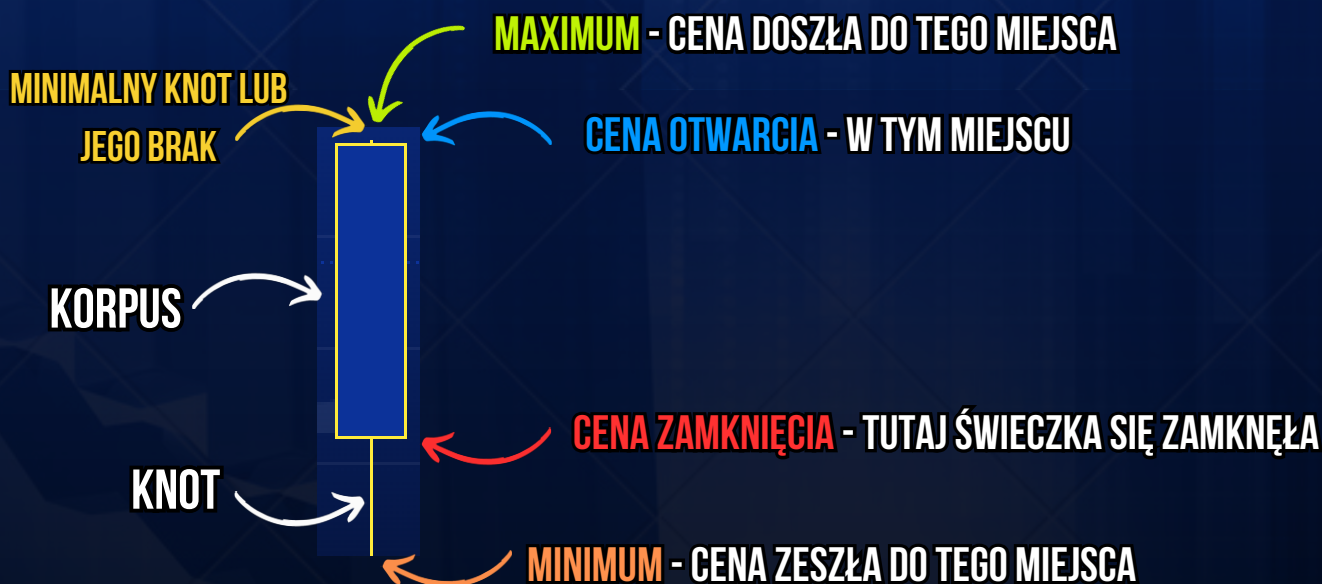 MAXIMUM - CENA DOSZŁA DO TEGO MIEJSCA
MINIMALNY KNOT LUB
JEGO BRAK
CENA OTWARCIA - W TYM MIEJSCU
KORPUS
CENA ZAMKNIĘCIA - TUTAJ ŚWIECZKA SIĘ ZAMKNĘŁA
KNOT
MINIMUM - CENA ZESZŁA DO TEGO MIEJSCA